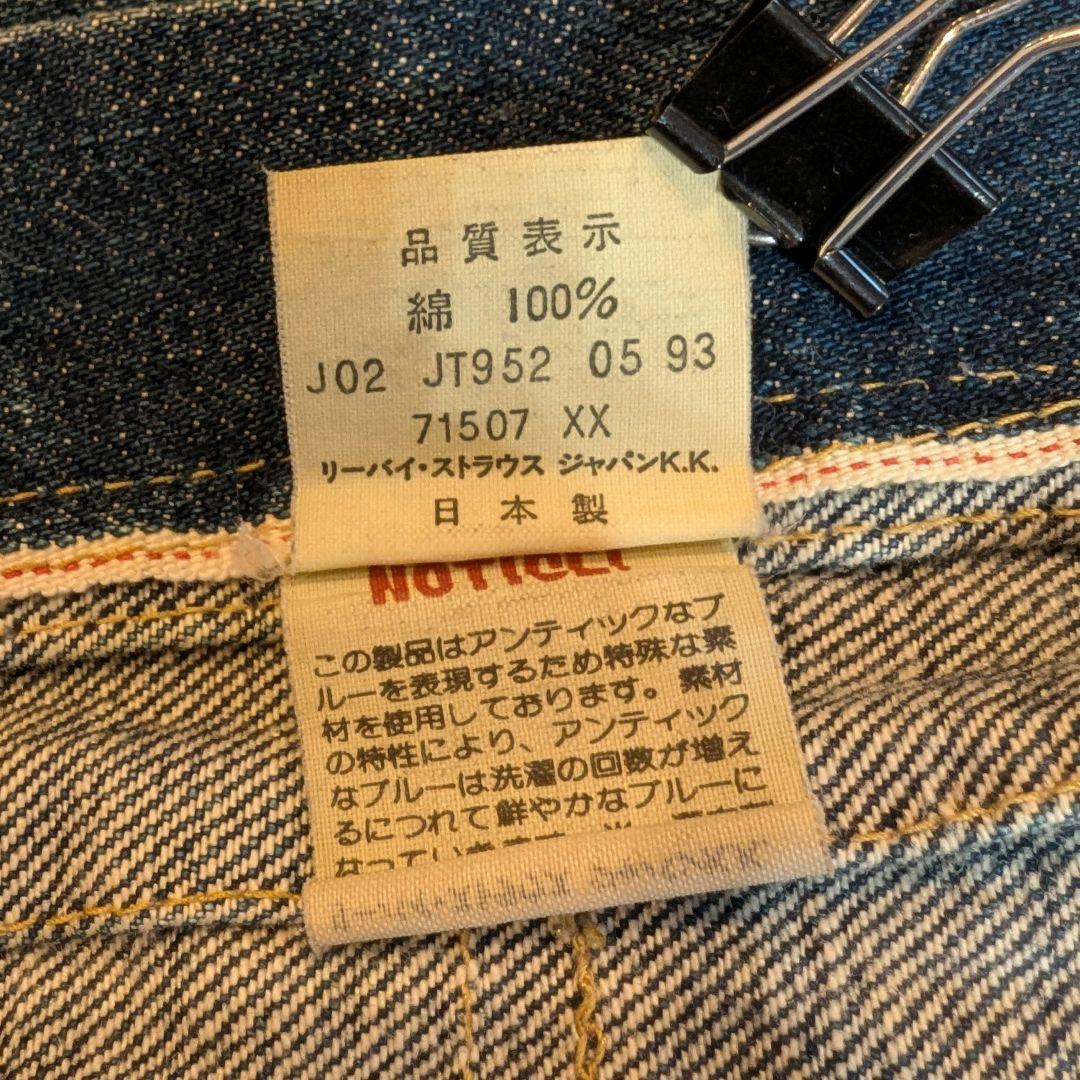 品質表示
綿 100%
J02 JT952 05 93
71507 XX
リーバイ・ストラウス ジャパンK.K.
日本製
NOTICE!
この製品はアンティックなブ
ルーを表現するため特殊な素
材を使用しております。素材
の特性により、アンティック
なブルーは洗濯の回数が増え
るにつれて鮮やかなブルーに
なってい